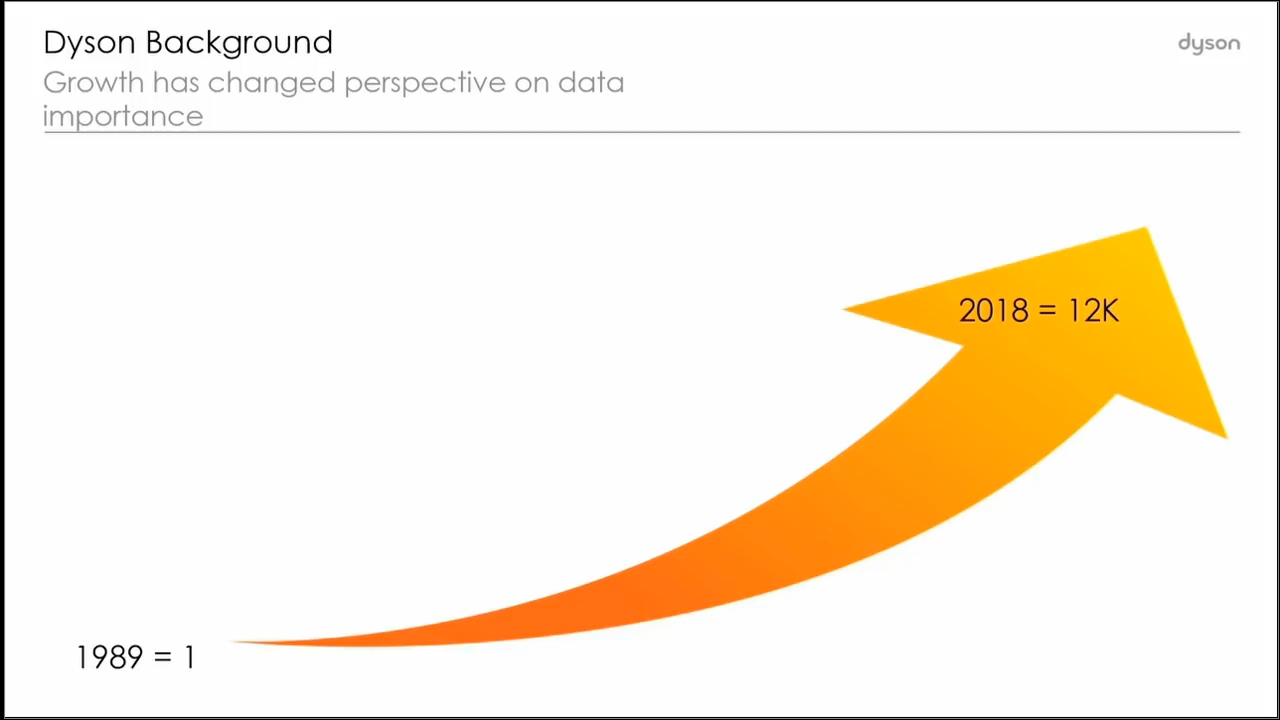 Dyson Background
dyson
Growth has changed perspective on data
importance
2018 = 12K
1989 = 1